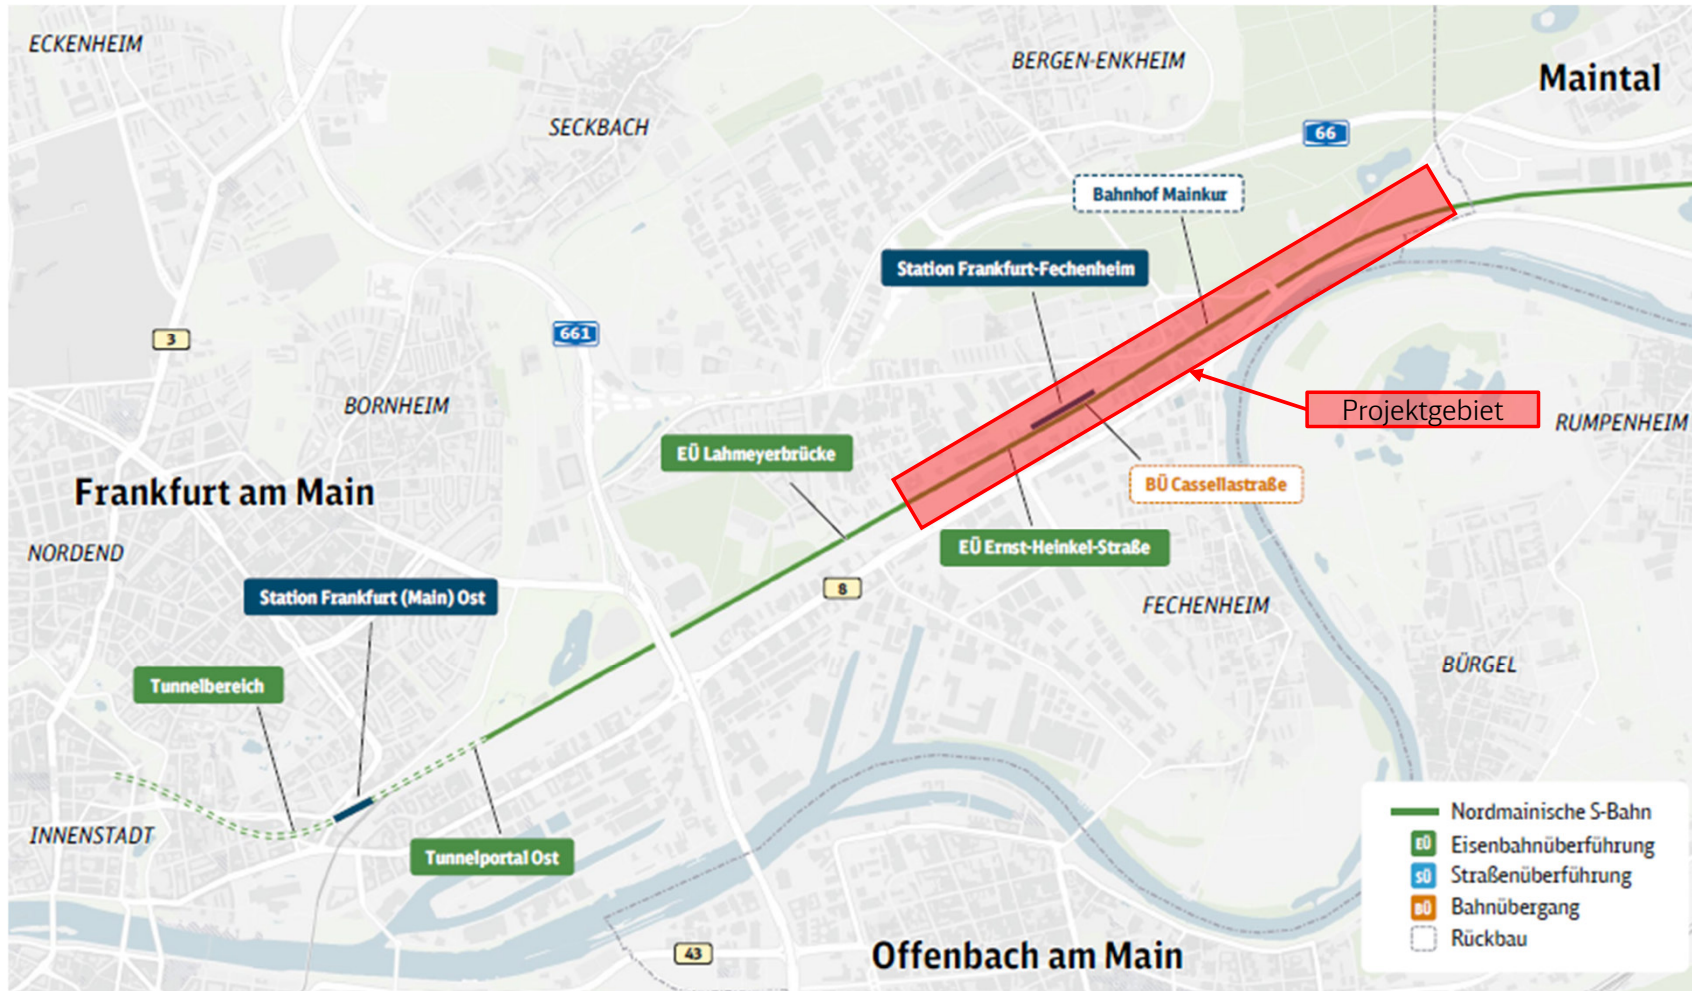 ECKENHEIM
BERGEN-ENKHEIM
Maintal
SECKBACH
66
Bahnhof Mainkur
Station Frankfurt-Fechenheim
661
3
BORNHEIM
Projektgebiet
RUMPENHEIM
EÜ Lahmeyerbrücke
BÜ Cassellastraße
Frankfurt am Main
EÜ Ernst-Heinkel-Straße
NORDEND
8
Station Frankfurt (Main) Ost
FECHENHEIM
BÜRGEL
Tunnelbereich
INNENSTADT
Tunnelportal Ost
43
Offenbach am Main
Nordmainische S-Bahn
EÜ Eisenbahnüberführung
SÜ Straßenüberführung
BÜ Bahnübergang
Rückbau